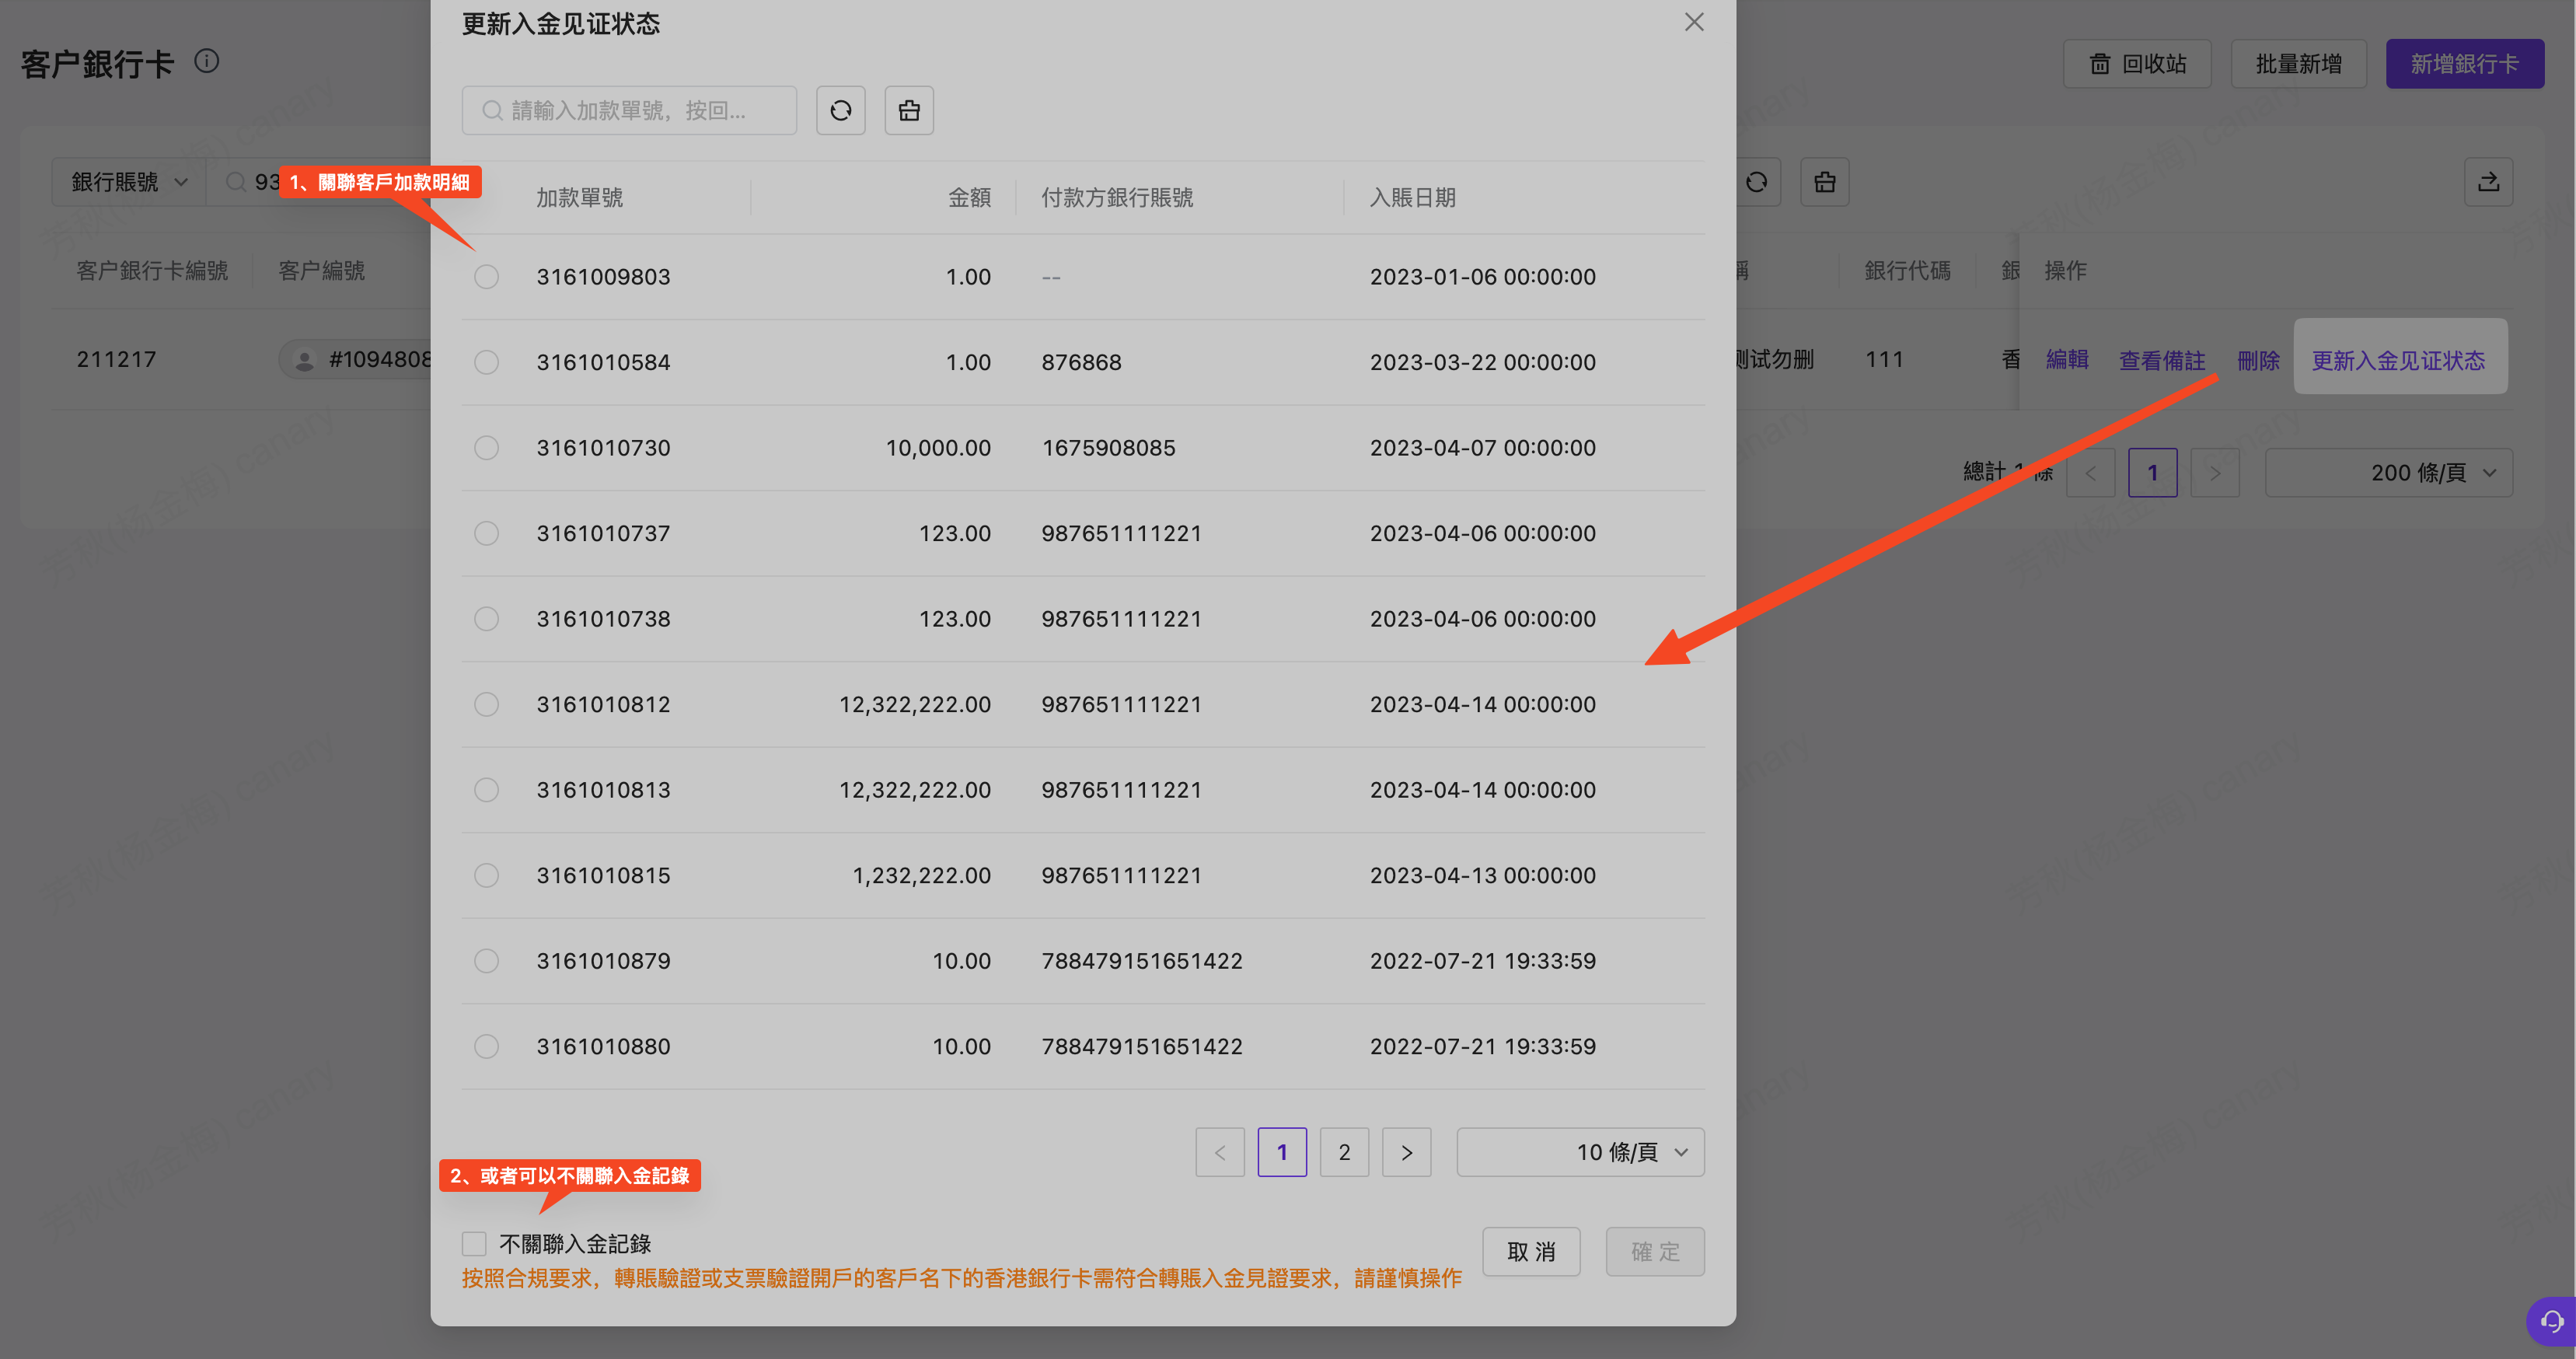 更新入金见证状态
客户銀行卡
回收站
批量新增
新增銀行卡
請輸入加款單號，按回...
銀行賬號
93
1、關聯客戶加款明細
加款單號 金額 付款方銀行賬號 入賬日期
客户銀行卡編號 客户編號
稱 銀行代碼 銀 操作
3161009803 1.00 -- 2023-01-06 00:00:00
211217 #1094808
测试勿删 111 香 編輯 查看備註 刪除 更新入金见证状态
3161010584 1.00 876868 2023-03-22 00:00:00
3161010730 10,000.00 1675908085 2023-04-07 00:00:00
總計 1 條 < 1 > 200 條/頁
3161010737 123.00 987651111221 2023-04-06 00:00:00
3161010738 123.00 987651111221 2023-04-06 00:00:00
3161010812 12,322,222.00 987651111221 2023-04-14 00:00:00
3161010813 12,322,222.00 987651111221 2023-04-14 00:00:00
3161010815 1,232,222.00 987651111221 2023-04-13 00:00:00
3161010879 10.00 788479151651422 2022-07-21 19:33:59
3161010880 10.00 788479151651422 2022-07-21 19:33:59
< 1 2 > 10 條/頁
2、或者可以不關聯入金記錄
不關聯入金記錄
取 消 確 定
按照合規要求，轉賬驗證或支票驗證開戶的客戶名下的香港銀行卡需符合轉賬入金見證要求，請謹慎操作
芳秋(杨金梅) canary